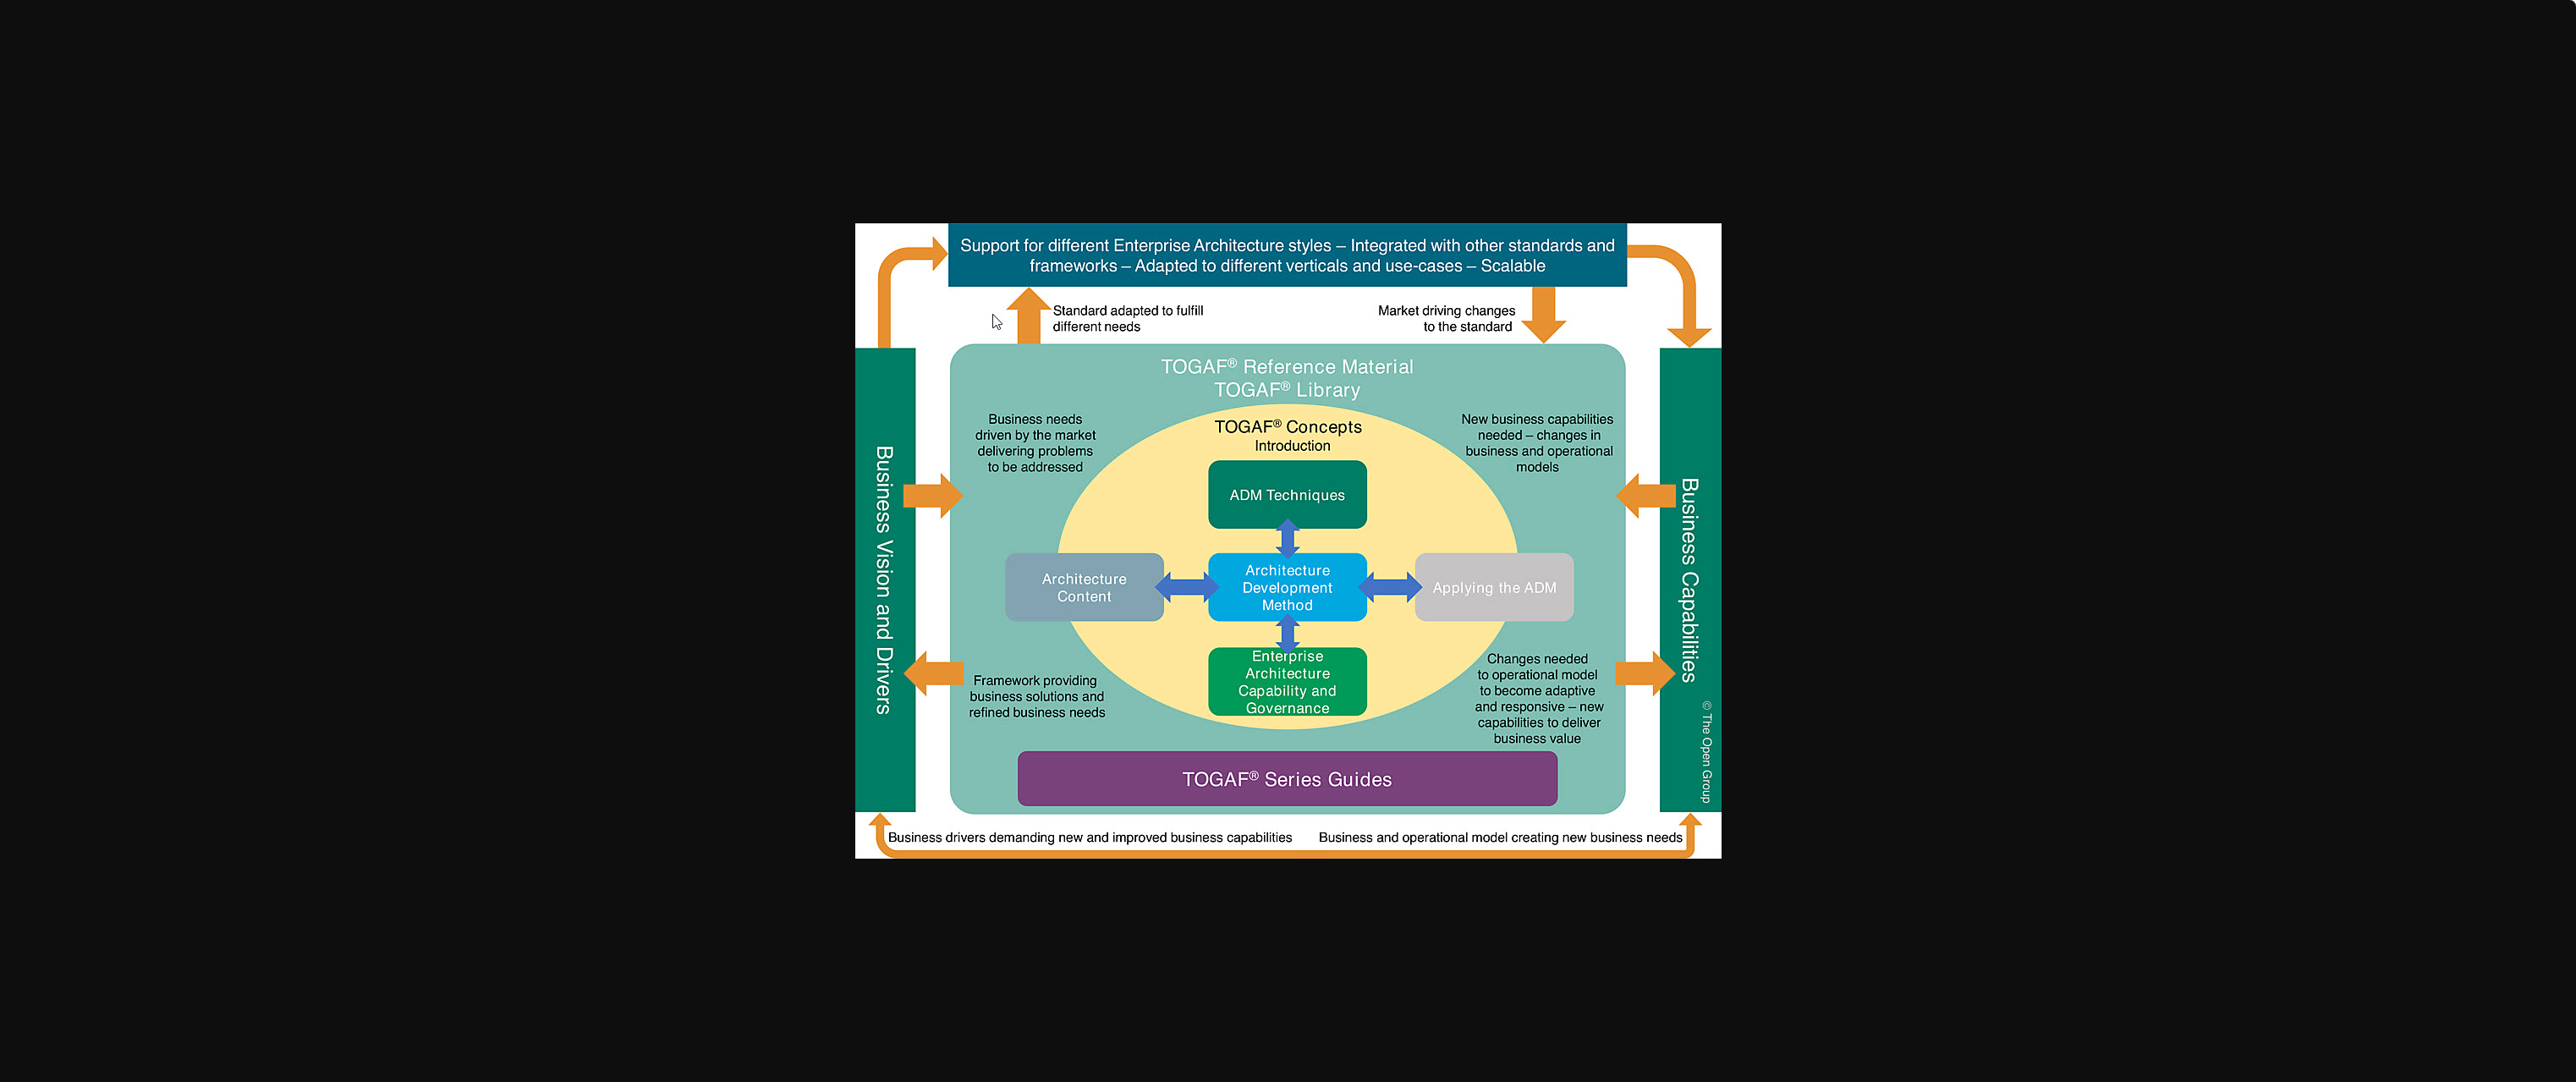 Support for different Enterprise Architecture styles – Integrated with other standards and
frameworks – Adapted to different verticals and use-cases – Scalable
Standard adapted to fulfill
different needs
Market driving changes
to the standard
TOGAF® Reference Material
TOGAF® Library
Business needs
driven by the market
delivering problems
to be addressed
TOGAF® Concepts
Introduction
New business capabilities
needed – changes in
business and operational
models
Business Vision and Drivers
ADM Techniques
Business Capabilities
Architecture
Content
Architecture
Development
Method
Applying the ADM
Framework providing
business solutions and
refined business needs
Enterprise
Architecture
Capability and
Governance
Changes needed
to operational model
to become adaptive
and responsive – new
capabilities to deliver
business value
© The Open Group
TOGAF® Series Guides
Business drivers demanding new and improved business capabilities
Business and operational model creating new business needs